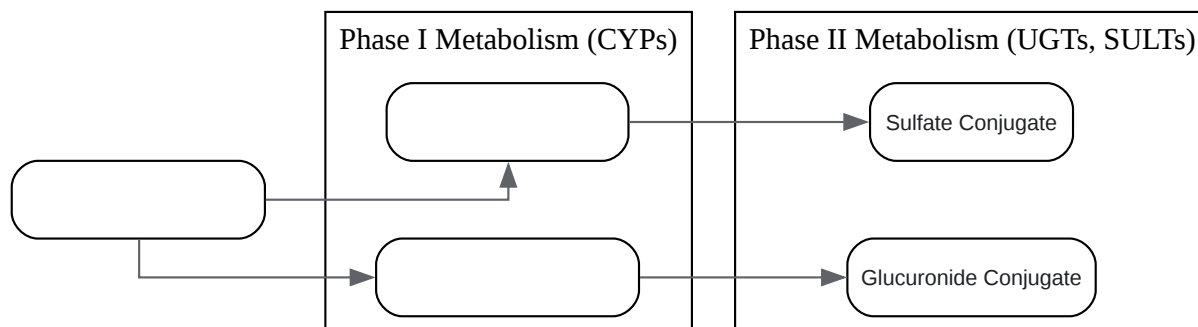 Phase I Metabolism (CYPs)
Phase II Metabolism (UGTs, SULTs)
Sulfate Conjugate
Glucuronide Conjugate